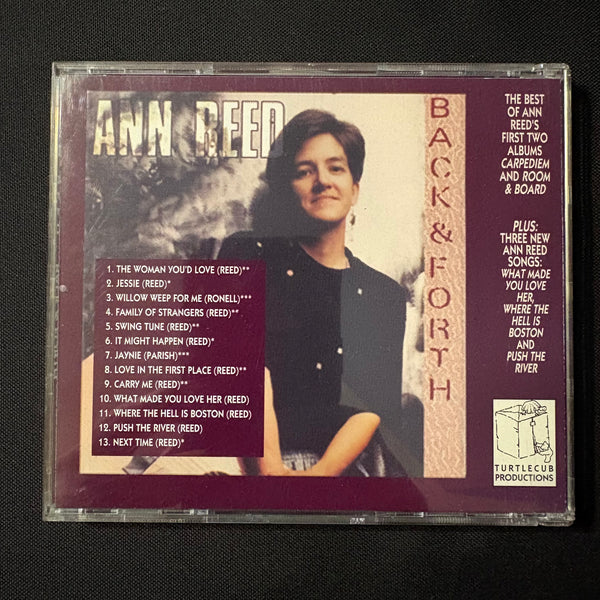 ANN REED
BACK & FORTH
THE BEST
OF ANN
REED'S
FIRST TWO
ALBUMS
CARPEDIEM
AND ROOM
& BOARD
PLUS:
THREE NEW
ANN REED
SONGS:
WHAT MADE
YOU LOVE
HER,
WHERE THE
HELL IS
BOSTON
AND
PUSH THE
RIVER
1. THE WOMAN YOU'D LOVE (REED)**
2. JESSIE (REED)*
3. WILLOW WEEP FOR ME (RONELL)***
4. FAMILY OF STRANGERS (REED)**
5. SWING TUNE (REED)**
6. IT MIGHT HAPPEN (REED)*
7. JAYNIE (PARISH)***
8. LOVE IN THE FIRST PLACE (REED)**
9. CARRY ME (REED)**
10. WHAT MADE YOU LOVE HER (REED)
11. WHERE THE HELL IS BOSTON (REED)
12. PUSH THE RIVER (REED)
13. NEXT TIME (REED)*
TURTLECUB
PRODUCTIONS